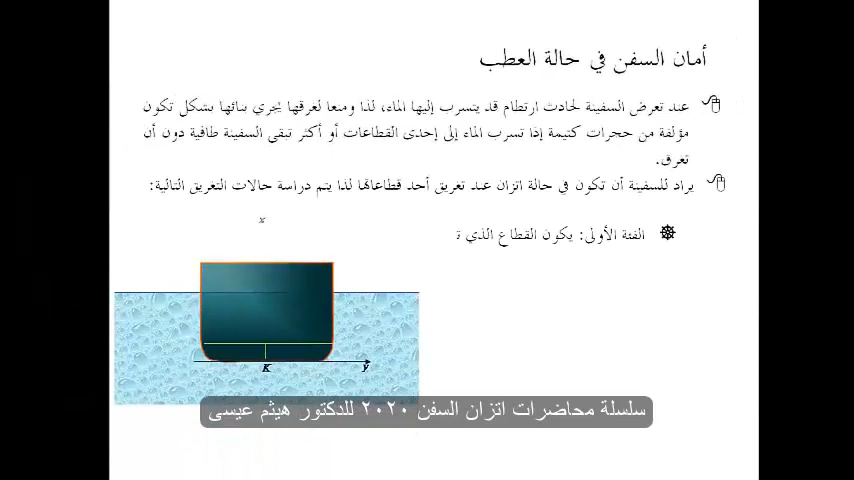 أمان السفن في حالة العطب
عند تعرض السفينة لحادث ارتطام قد يتسرب إليها الماء، لذا ومنعا لغرقها يجري بنائها بشكل تكون
مؤلفة من حجرات كتيمة إذا تسرب الماء إلى إحدى القطاعات أو أكثر تبقى السفينة طافية دون أن
تغرق.
يراد للسفينة أن تكون في حالة اتزان عند تغريق أحد قطاعاتها لذا يتم دراسة حالات التغريق التالية:
x
الفئة الأولى: يكون القطاع الذي ت
K
y
سلسلة محاضرات اتزان السفن ٢٠٢٠ للدكتور هيثم عيسى